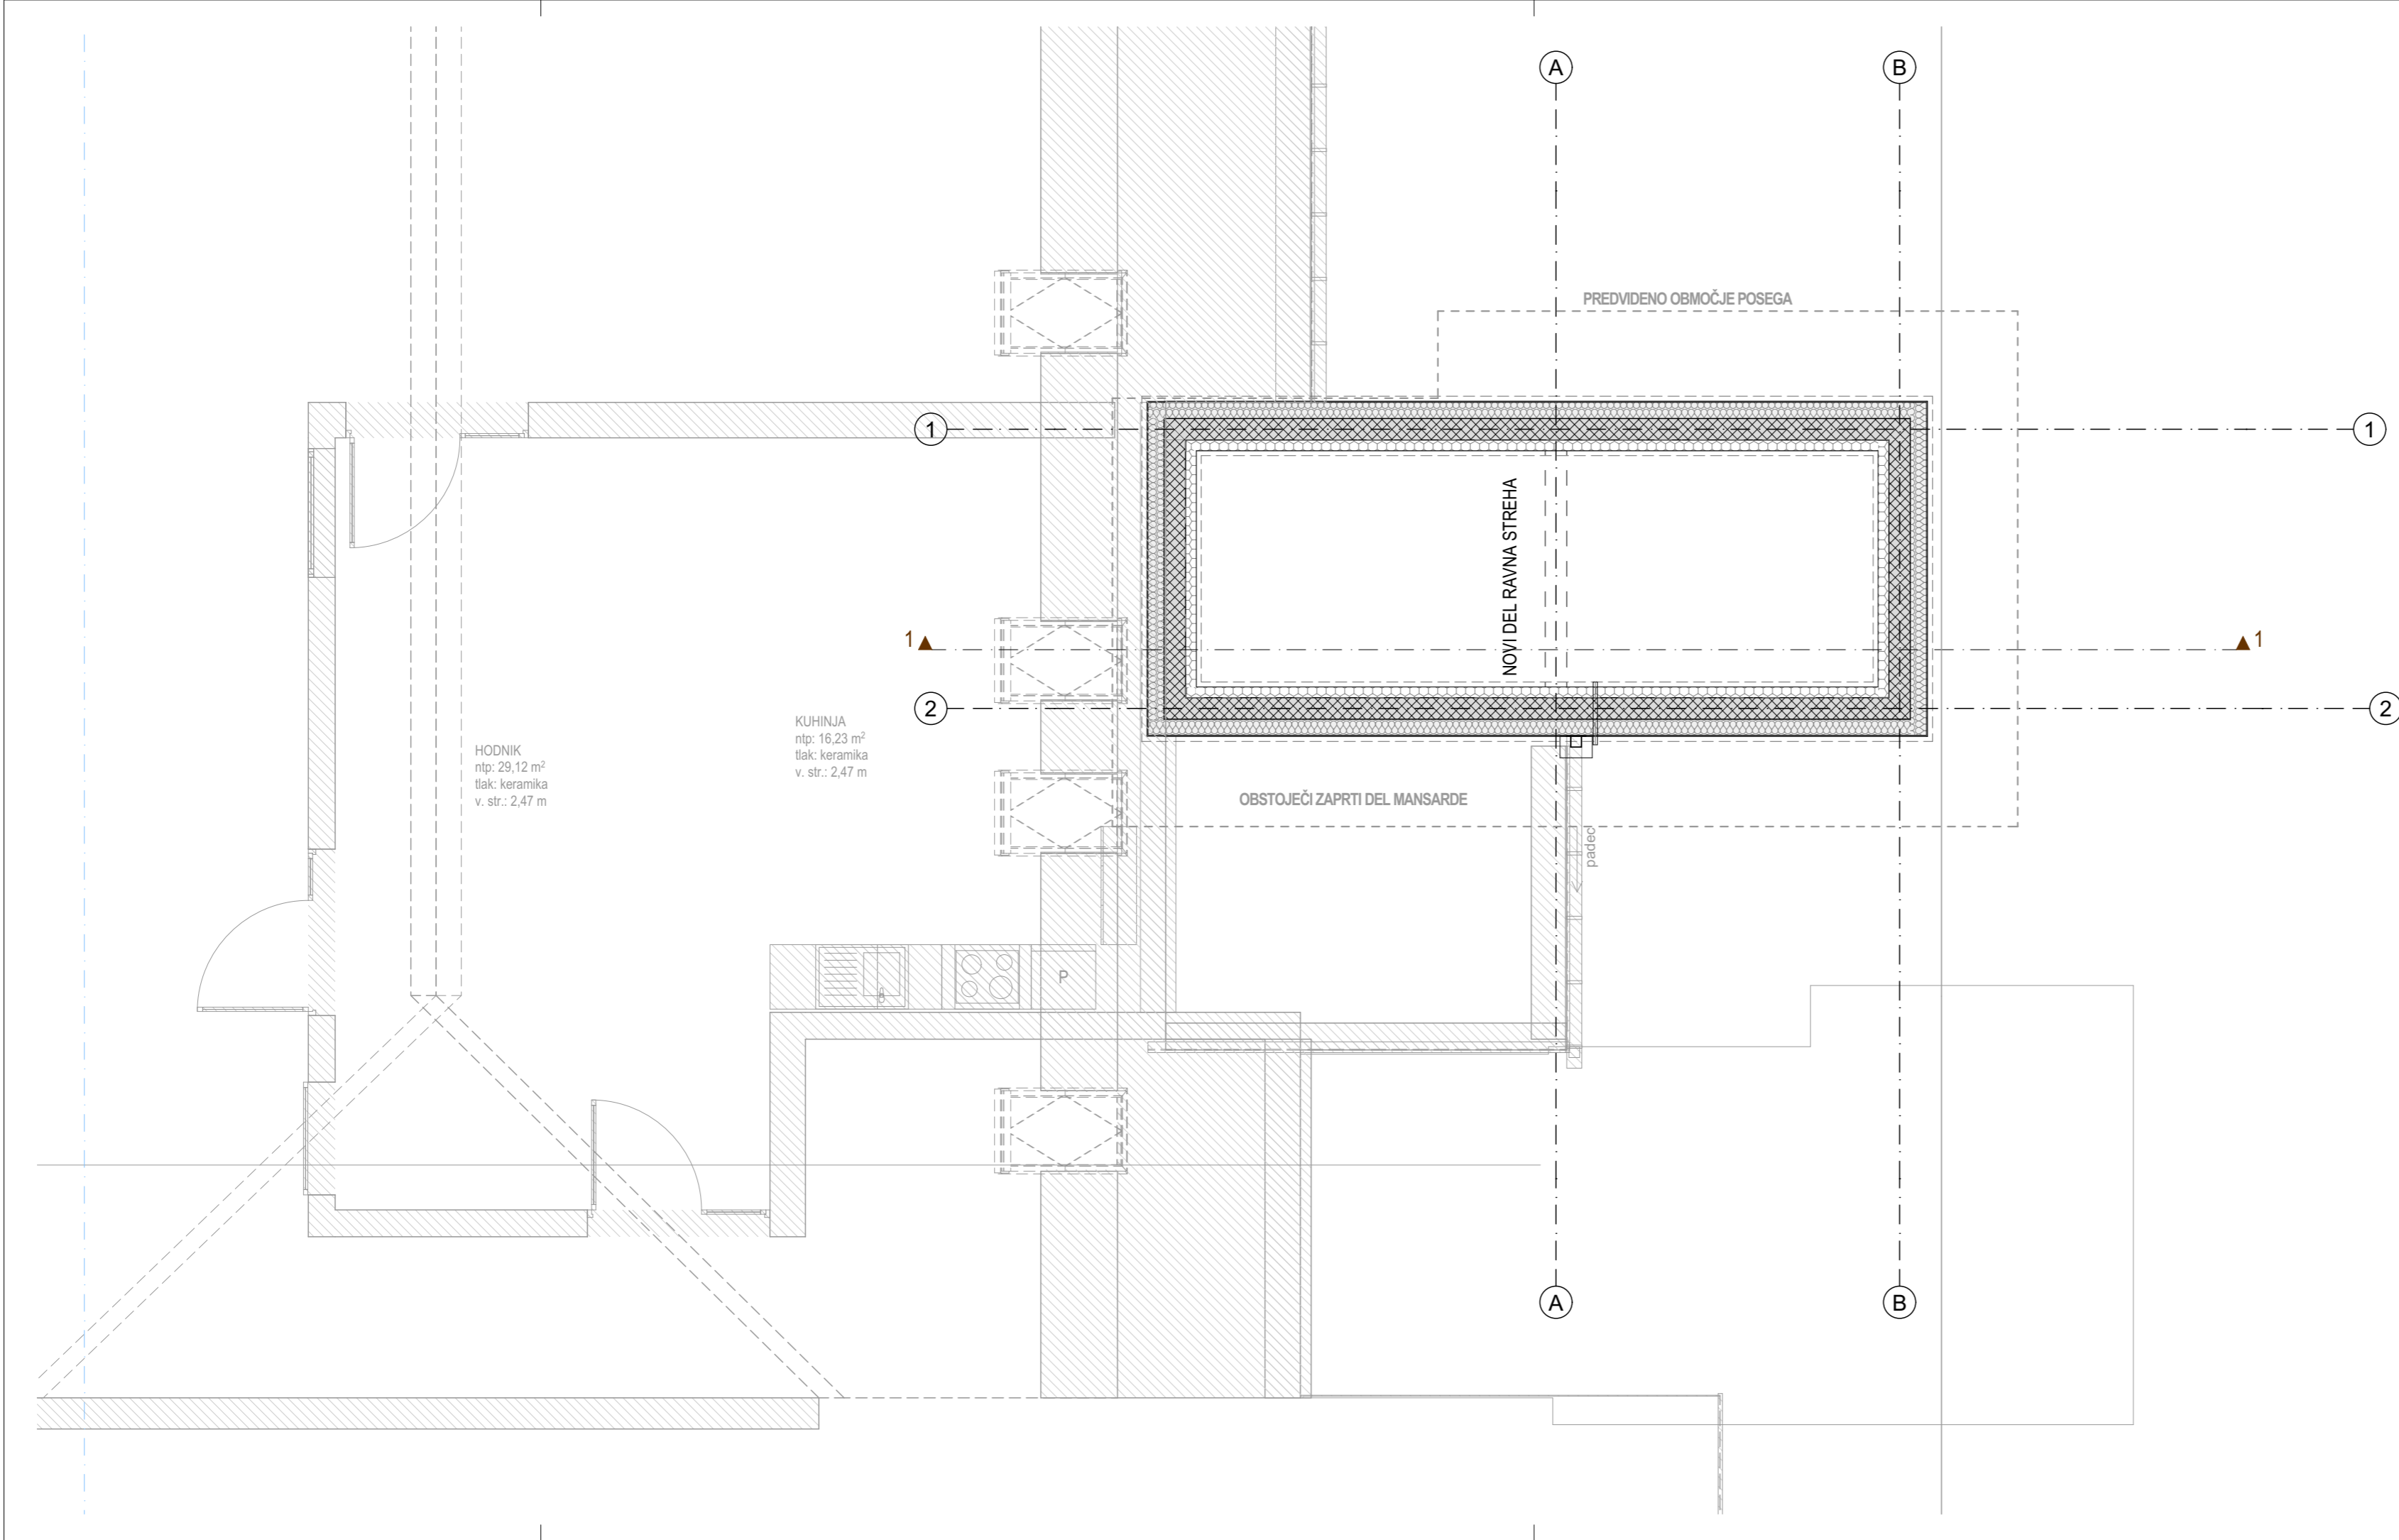 A
B
PREDVIDENO OBMOČJE POSEGA
1
1
NOVI DEL RAVNA STREHA
1
1
2
2
KUHINJA
ntp: 16,23 m²
tlak: keramika
v. str.: 2,47 m
HODNIK
ntp: 29,12 m²
tlak: keramika
v. str.: 2,47 m
OBSTOJEČI ZAPRTI DEL MANSARDE
padec
P
A
B